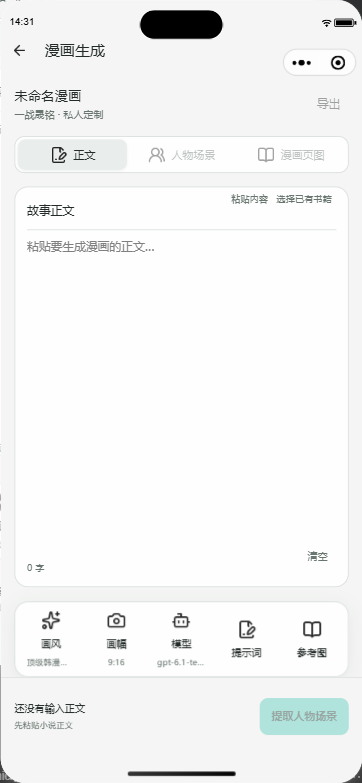 14:31
漫画生成
未命名漫画
一战晟铭 · 私人定制
导出
正文
人物场景
漫画页图
粘贴内容 选择已有书籍
故事正文
粘贴要生成漫画的正文...
清空
0 字
画风
画幅
模型
提示词
参考图
顶级韩漫...
9:16
gpt-6.1-te...
还没有输入正文
先粘贴小说正文
提取人物场景